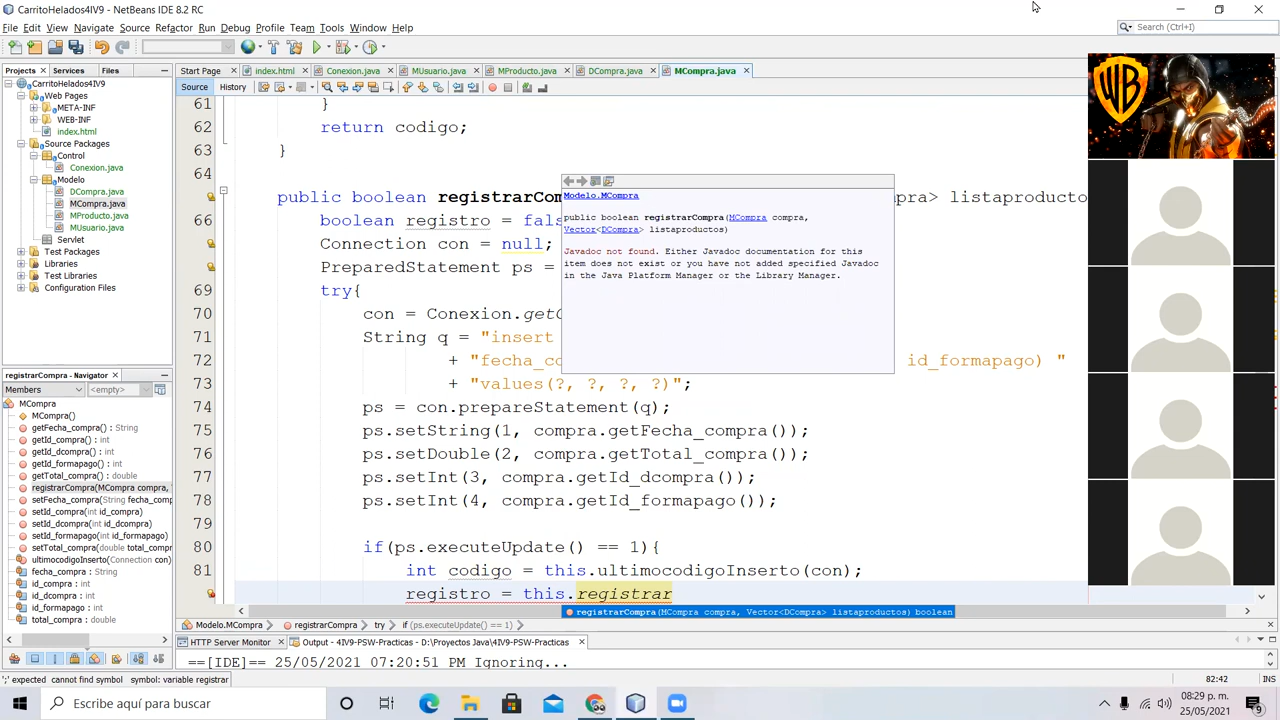 CarritoHelados4IV9 - NetBeans IDE 8.2 RC
File Edit View Navigate Source Refactor Run Debug Profile Team Tools Window Help
Search (Ctrl+I)
Projects Services Files
Start Page index.html Conexion.java MUsuario.java MProducto.java DCompra.java MCompra.java
Source History
CarritoHelados4IV9
Web Pages
META-INF
WEB-INF
index.html
Source Packages
Control
Conexion.java
Modelo
DCompra.java
MCompra.java
MProducto.java
MUsuario.java
Servlet
Test Packages
Libraries
Test Libraries
Configuration Files
registrarCompra - Navigator
Members <empty>
MCompra
MCompra()
getFecha_compra() : String
getId_compra() : int
getId_dcompra() : int
getId_formapago() : int
getTotal_compra() : double
registrarCompra(MCompra compra,
setFecha_compra(String fecha_comp
setId_compra(int id_compra)
setId_dcompra(int id_dcompra)
setId_formapago(int id_formapago)
setTotal_compra(double total_compr
ultimocodigoInserto(Connection con)
fecha_compra : String
id_compra : int
id_dcompra : int
id_formapago : int
total_compra : double
61 }
62 return codigo;
63 }
64
public boolean registrarCom pra> listaproducto
66 boolean registro = fals
Connection con = null;
PreparedStatement ps =
69 try{
70 con = Conexion.getC
71 String q = "insert
72 + "fecha_co id_formapago) "
73 + "values(?, ?, ?, ?)";
74 ps = con.prepareStatement(q);
75 ps.setString(1, compra.getFecha_compra());
76 ps.setDouble(2, compra.getTotal_compra());
77 ps.setInt(3, compra.getId_dcompra());
78 ps.setInt(4, compra.getId_formapago());
79
80 if(ps.executeUpdate() == 1){
81 int codigo = this.ultimocodigoInserto(con);
registro = this.registrar
Modelo.MCompra
public boolean registrarCompra(MCompra compra,
Vector<DCompra> listaproductos)
Javadoc not found. Either Javadoc documentation for this
item does not exist or you have not added specified Javadoc
in the Java Platform Manager or the Library Manager.
registrarCompra(MCompra compra, Vector<DCompra> listaproductos) boolean
Modelo.MCompra registrarCompra try if (ps.executeUpdate() == 1)
HTTP Server Monitor Output - 4IV9-PSW-Practicas - D:\Proyectos Java\4IV9-PSW-Practicas
==[IDE]== 25/05/2021 07:20:51 PM Ignoring...
';' expected cannot find symbol symbol: variable registrar
82:42 INS
WB
Escribe aquí para buscar
08:29 p. m.
25/05/2021
9